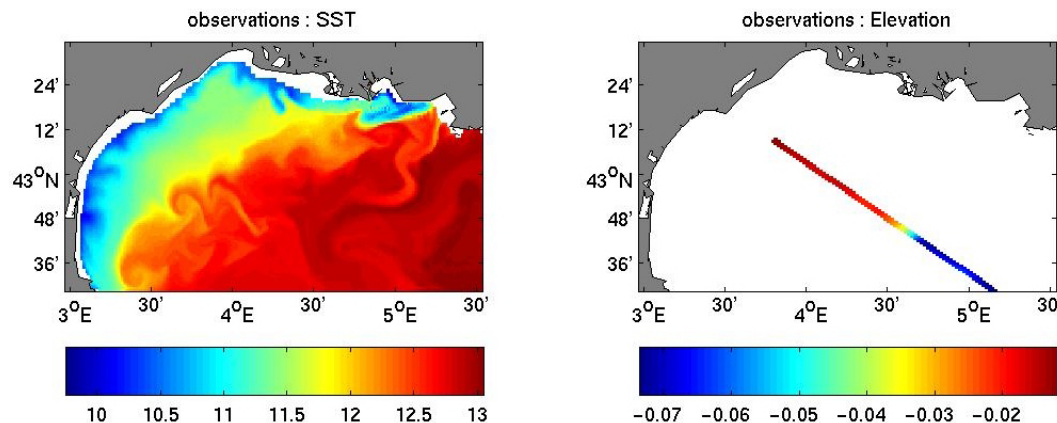 observations : SST
24'
12'
43°N
48'
36'
3°E
30'
4°E
30'
5°E
30'
10
10.5
11
11.5
12
12.5
13
observations : Elevation
24'
12'
43°N
48'
36'
3°E
30'
4°E
30'
5°E
30'
−0.07
−0.06
−0.05
−0.04
−0.03
−0.02